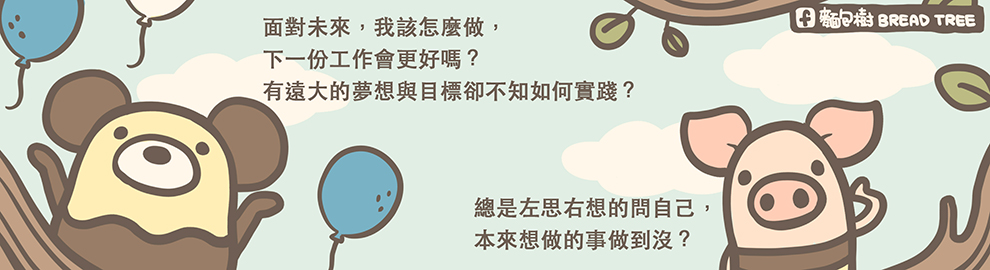 面對未來，我該怎麼做，
下一份工作會更好嗎？
有遠大的夢想與目標卻不知如何實踐？
麵包樹 BREAD TREE
總是左思右想的問自己，
本來想做的事做到沒？